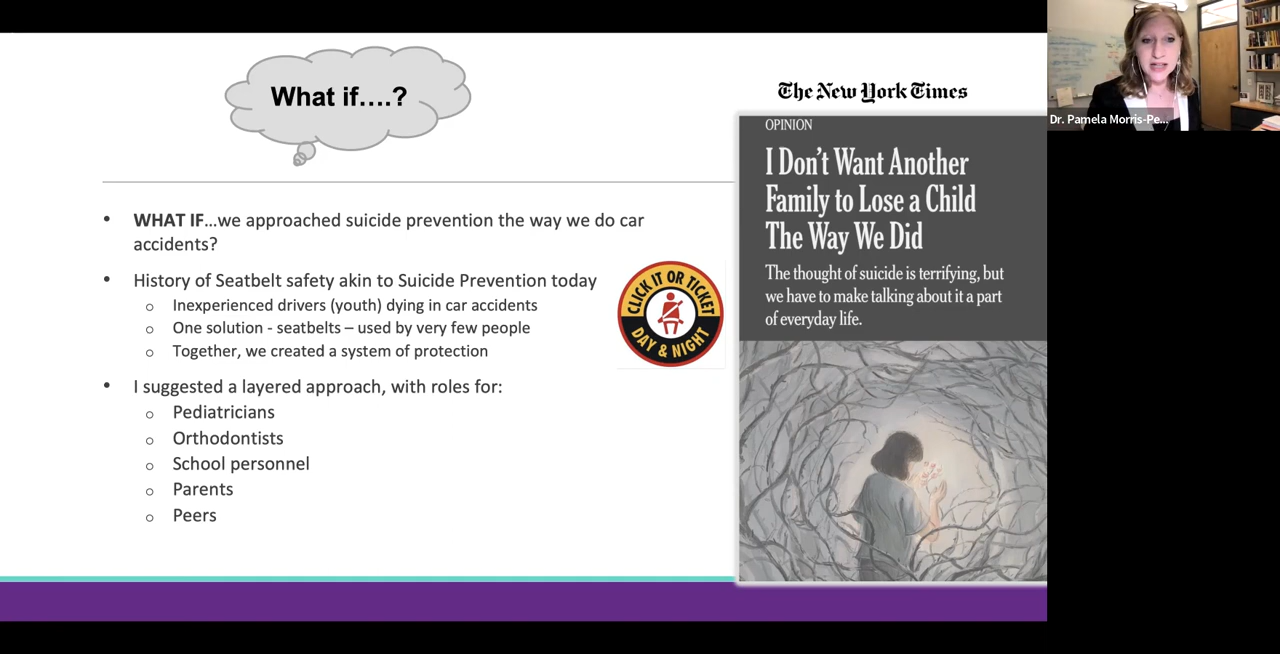 What if....?
WHAT IF...we approached suicide prevention the way we do car
accidents?
History of Seatbelt safety akin to Suicide Prevention today
Inexperienced drivers (youth) dying in car accidents
One solution - seatbelts – used by very few people
Together, we created a system of protection
I suggested a layered approach, with roles for:
Pediatricians
Orthodontists
School personnel
Parents
Peers
CLICK IT OR TICKET
DAY & NIGHT
The New York Times
OPINION
I Don't Want Another
Family to Lose a Child
The Way We Did
The thought of suicide is terrifying, but
we have to make talking about it a part
of everyday life.
Dr. Pamela Morris-Pe...